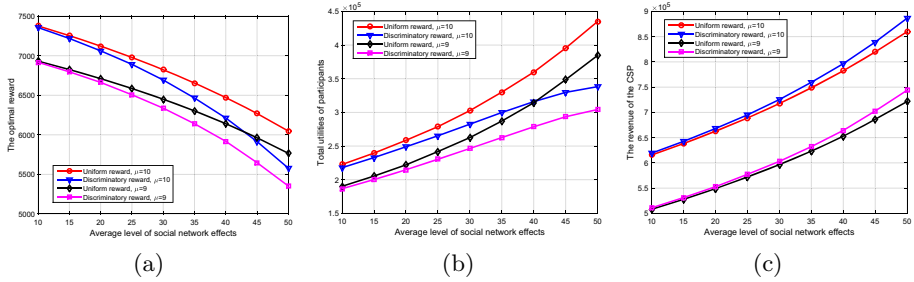 7500
7000
6500
6000
5500
5000
The optimal reward
Uniform reward, μ=10
Discriminatory reward, μ=10
Uniform reward, μ=9
Discriminatory reward, μ=9
10 15 20 25 30 35 40 45 50
Average level of social network effects
(a)
×10⁵
4.5
4
3.5
3
2.5
2
1.5
Total utilities of participants
Uniform reward, μ=10
Discriminatory reward, μ=10
Uniform reward, μ=9
Discriminatory reward, μ=9
10 15 20 25 30 35 40 45 50
Average level of social network effects
(b)
×10⁵
9
8.5
8
7.5
7
6.5
6
5.5
5
The revenue of the CSP
Uniform reward, μ=10
Discriminatory reward, μ=10
Uniform reward, μ=9
Discriminatory reward, μ=9
10 15 20 25 30 35 40 45 50
Average level of social network effects
(c)